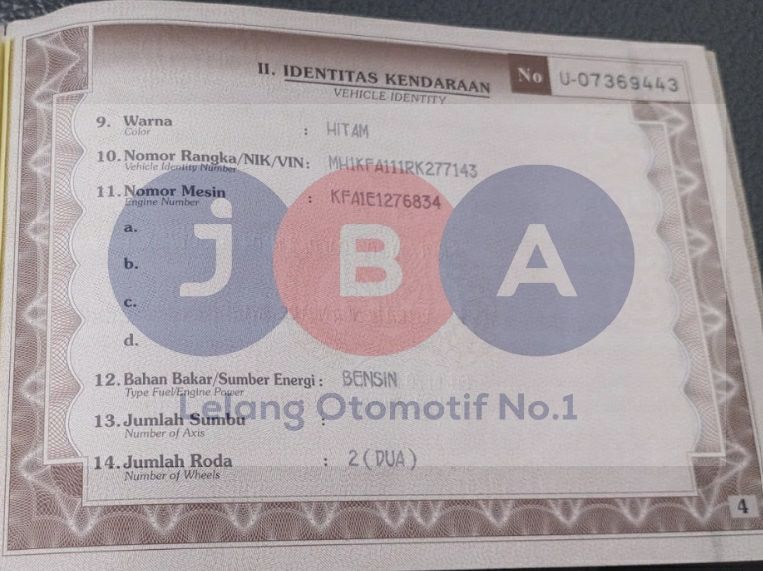 II. IDENTITAS KENDARAAN
VEHICLE IDENTITY
No U-07369443
9. Warna : HITAM
Color
10. Nomor Rangka/NIK/VIN : MH1KFA111RK277143
Vehicle Identity Number
11. Nomor Mesin : KFA1E1276834
Engine Number
a.
b.
c.
d.
jBA
12. Bahan Bakar/Sumber Energi : BENSIN
Type Fuel/Engine Power
Lelang Otomotif No.1
13. Jumlah Sumbu :
Number of Axis
14. Jumlah Roda : 2 (DUA)
Number of Wheels
4